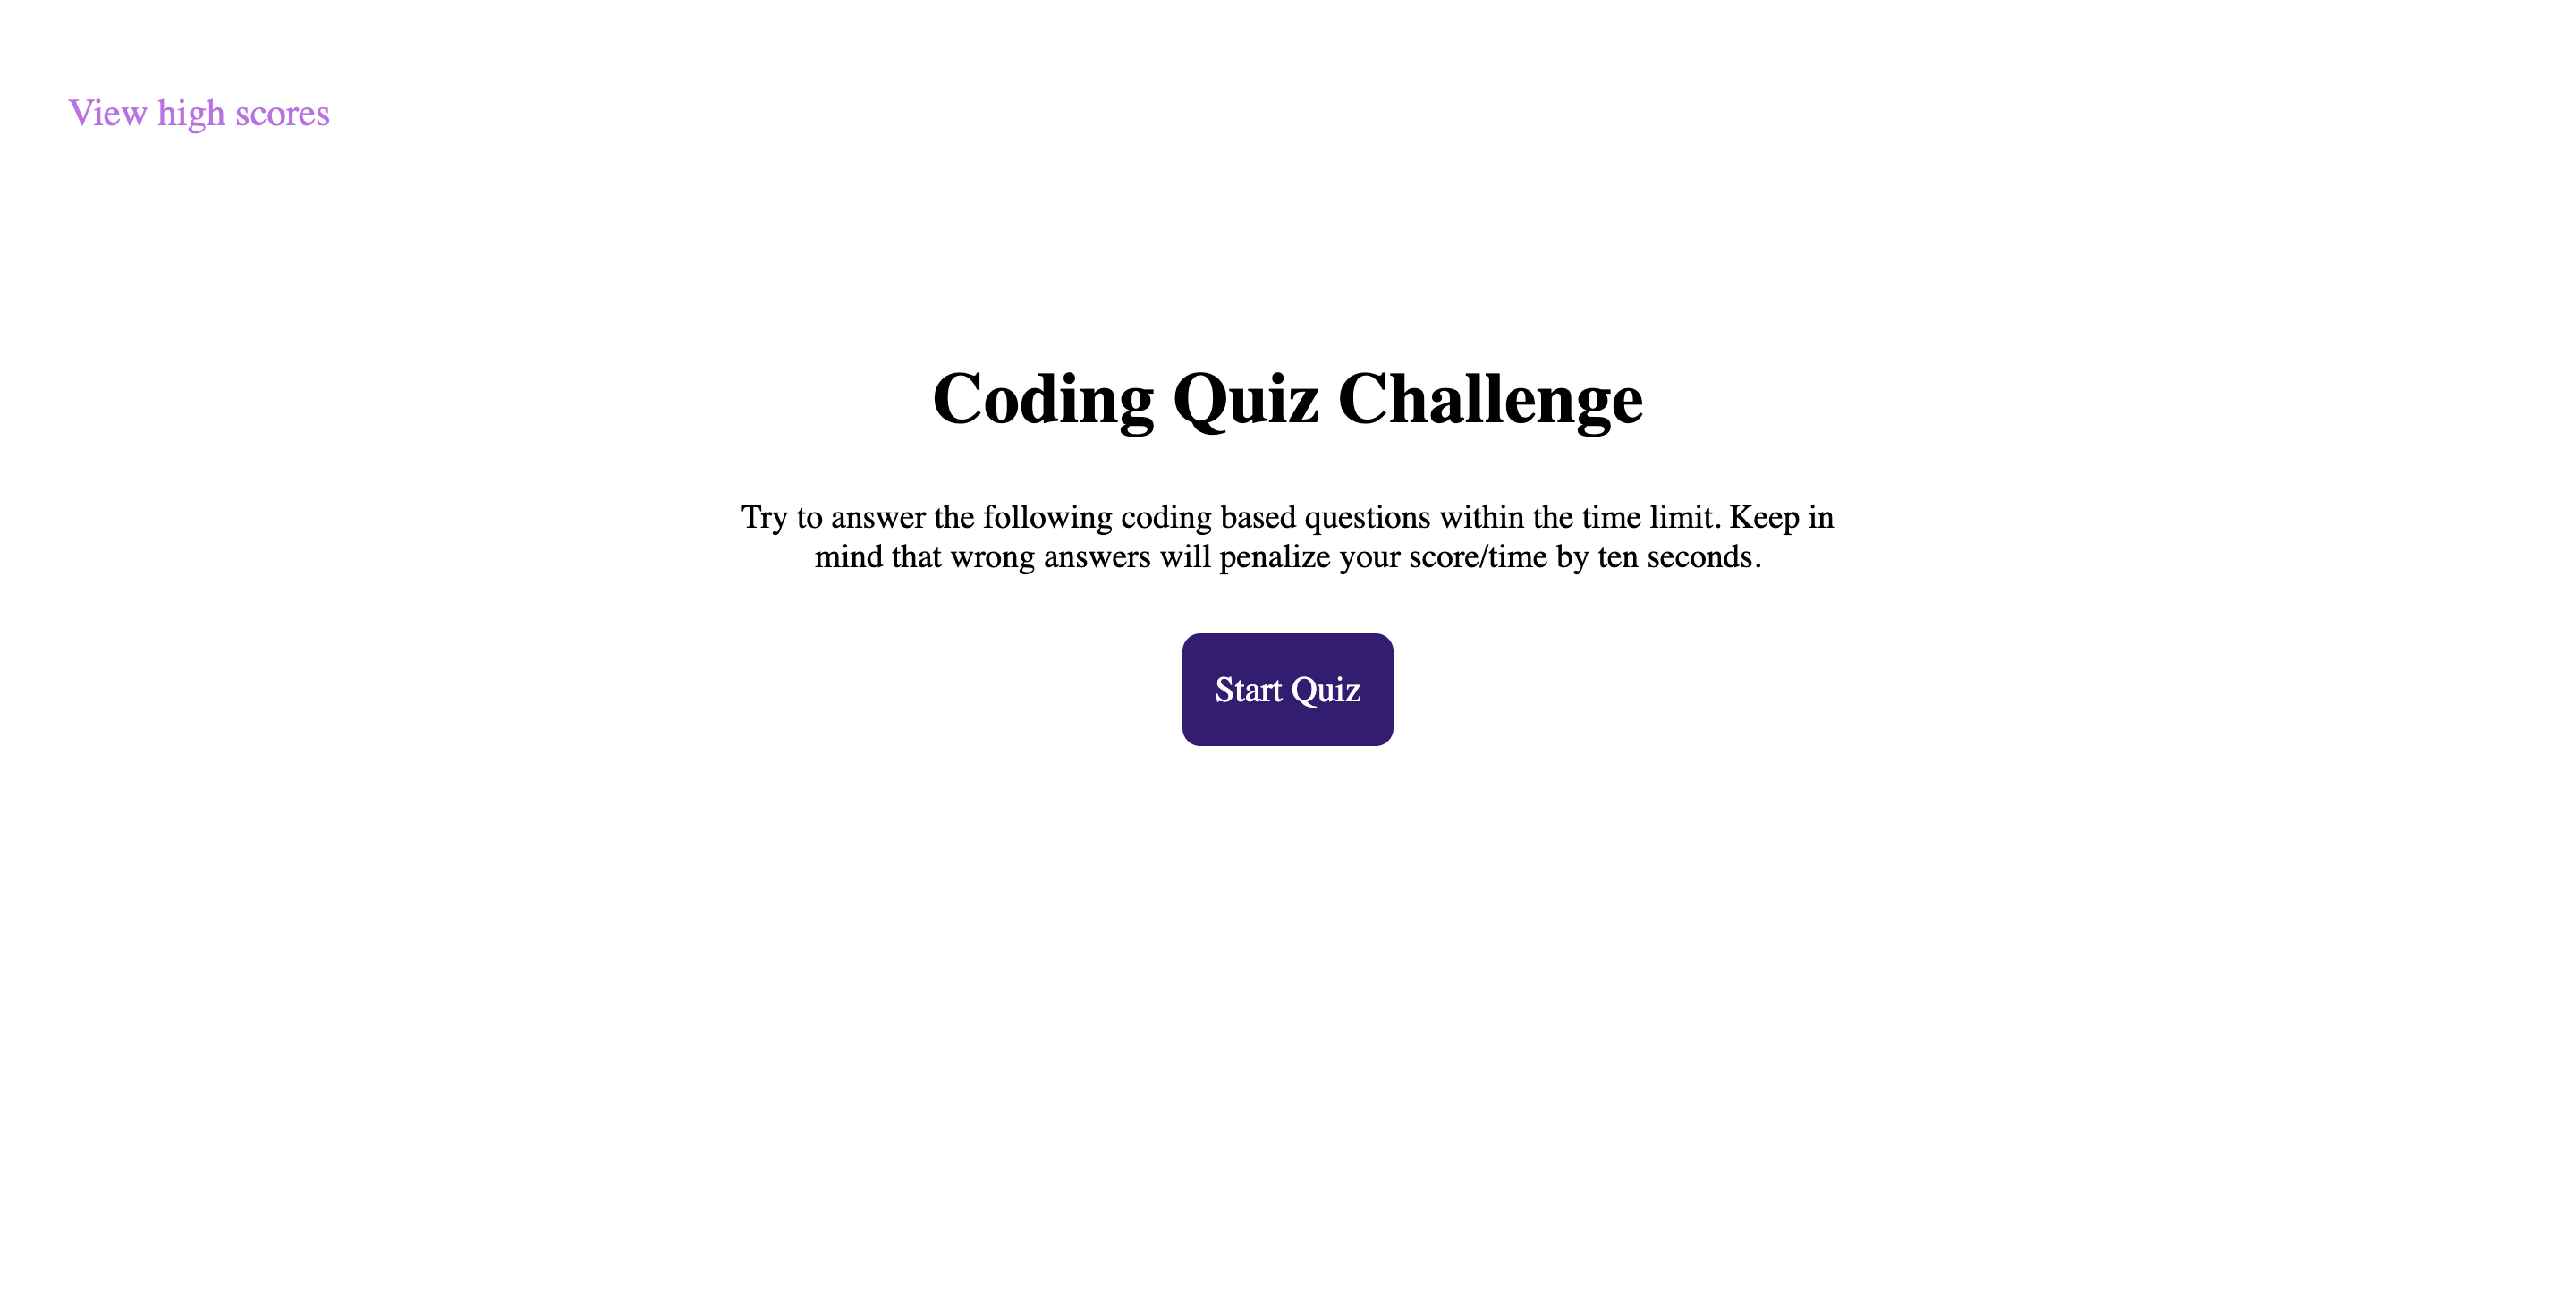 View high scores
Coding Quiz Challenge
Try to answer the following coding based questions within the time limit. Keep in
mind that wrong answers will penalize your score/time by ten seconds.
Start Quiz